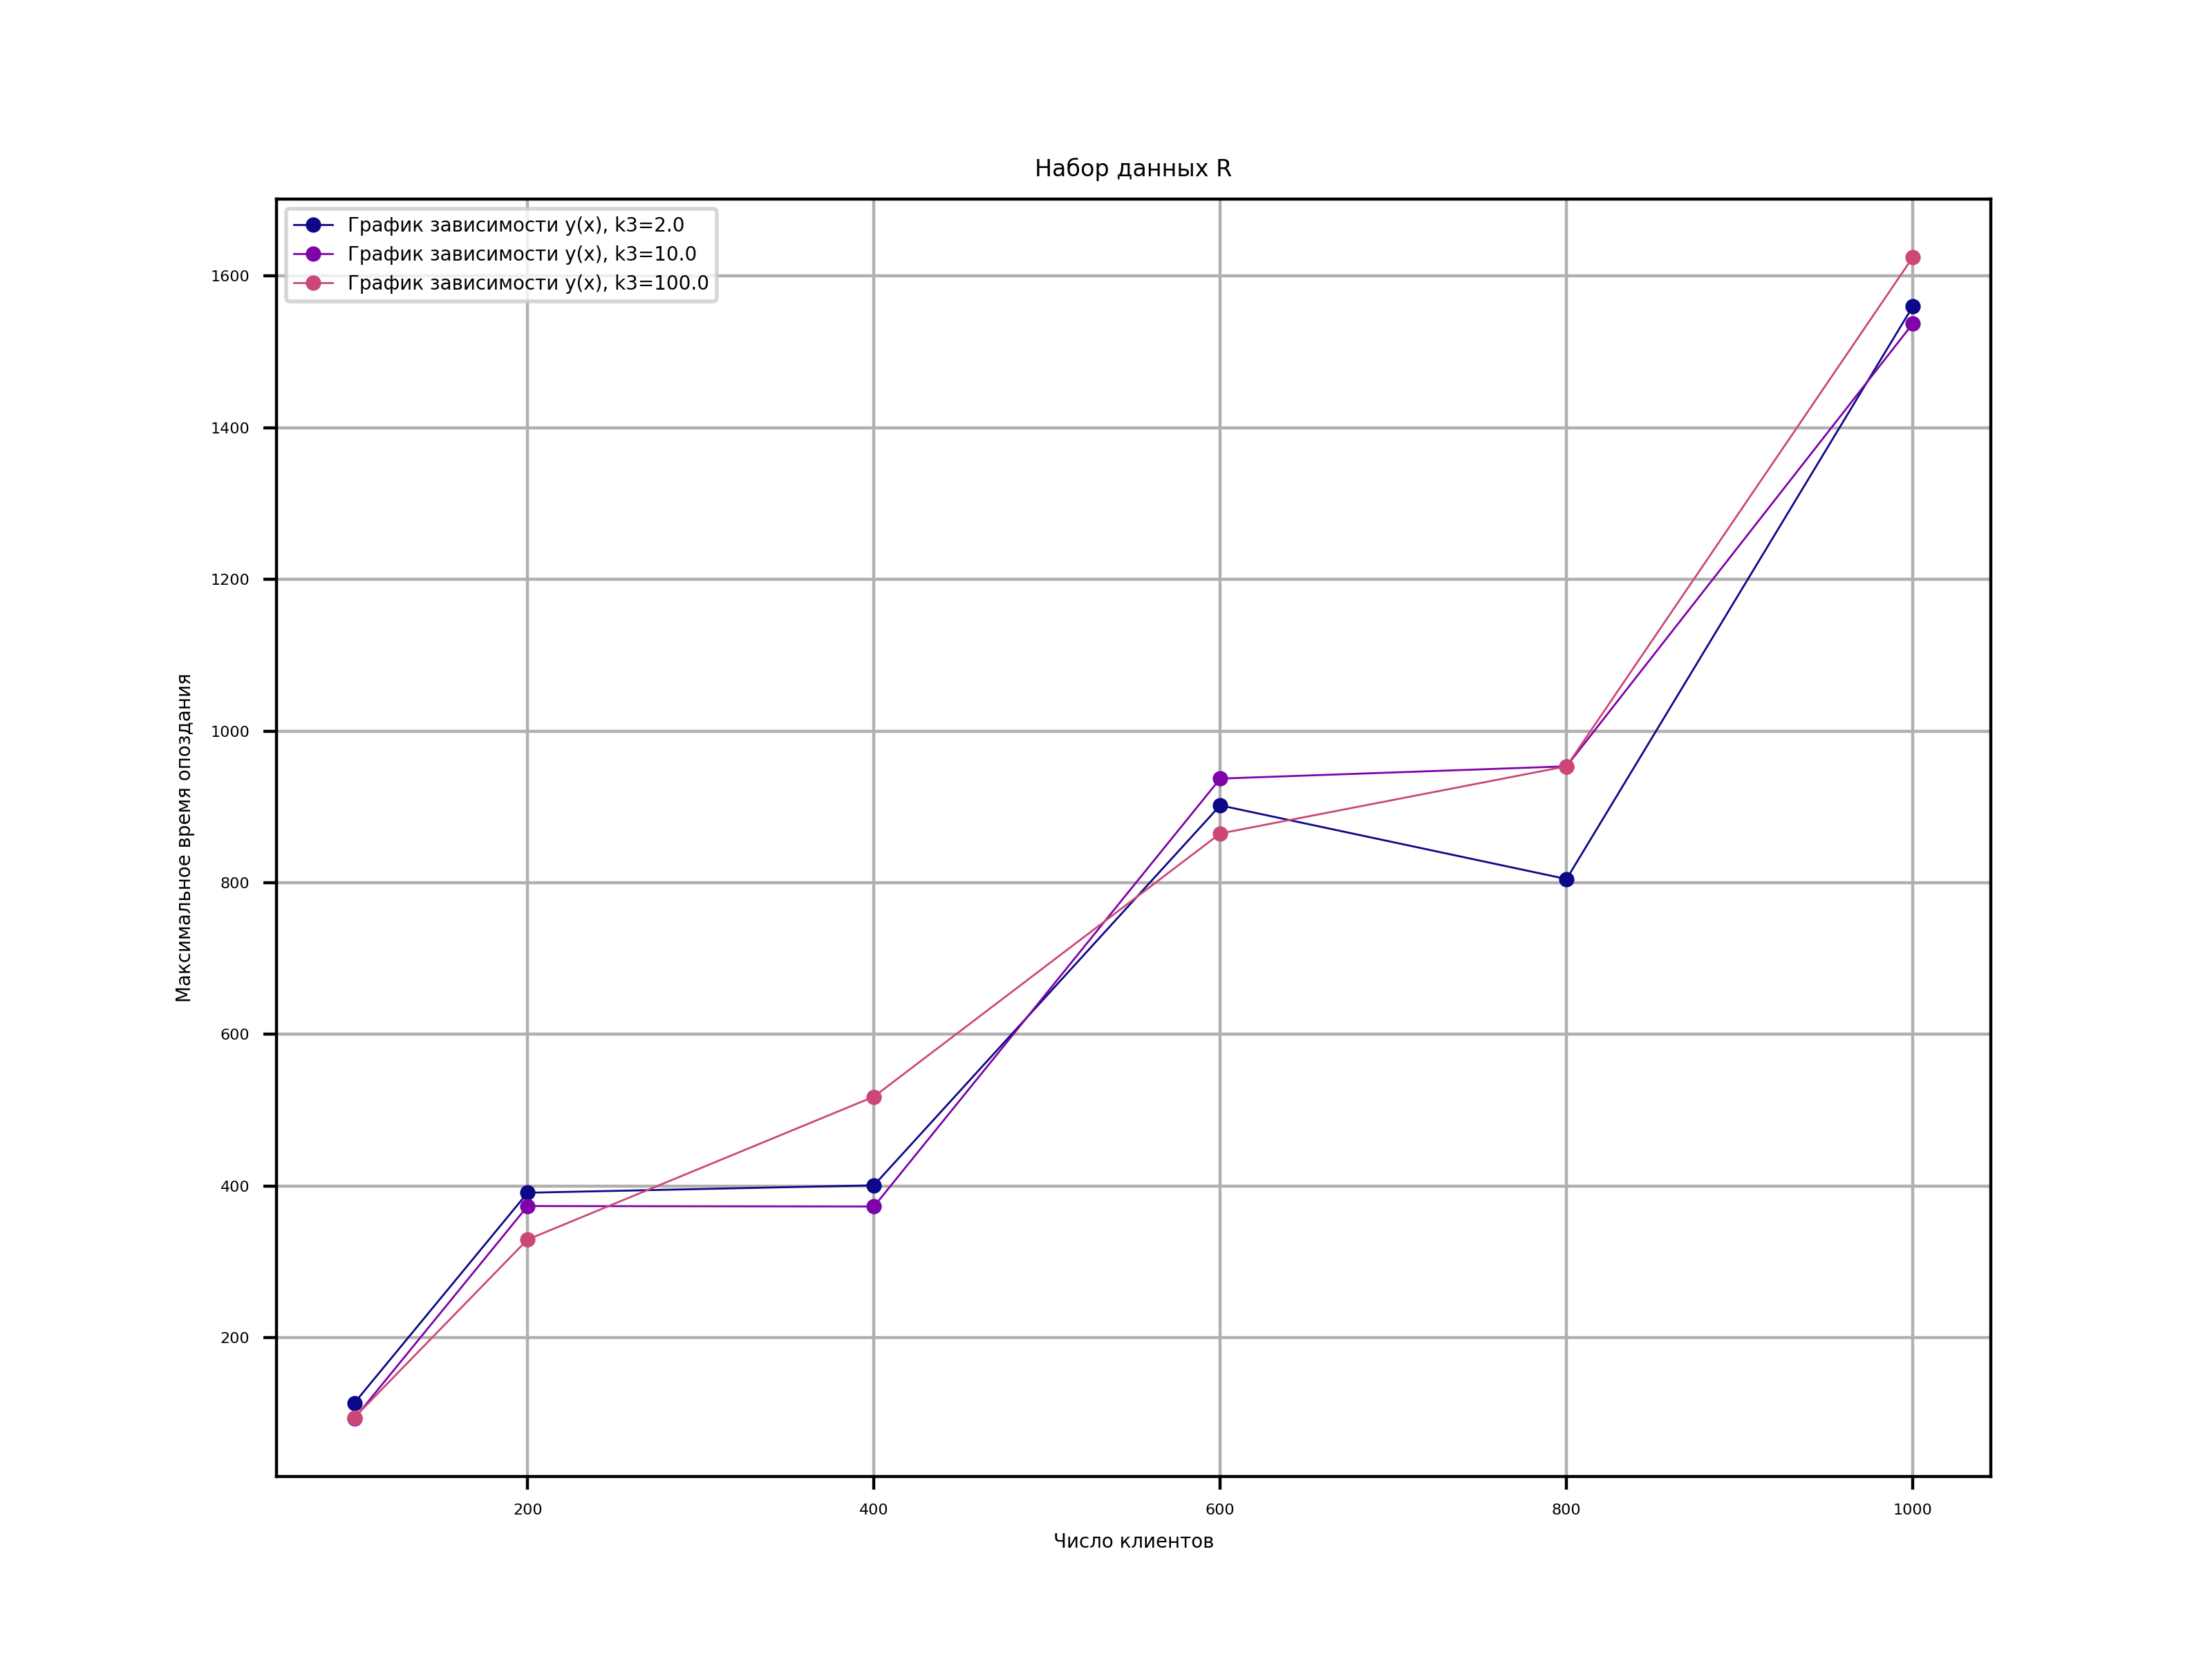 Набор данных R
График зависимости y(x), k3=2.0
График зависимости y(x), k3=10.0
График зависимости y(x), k3=100.0
1600
1400
1200
1000
800
600
400
200
Максимальное время опоздания
200 400 600 800 1000
Число клиентов